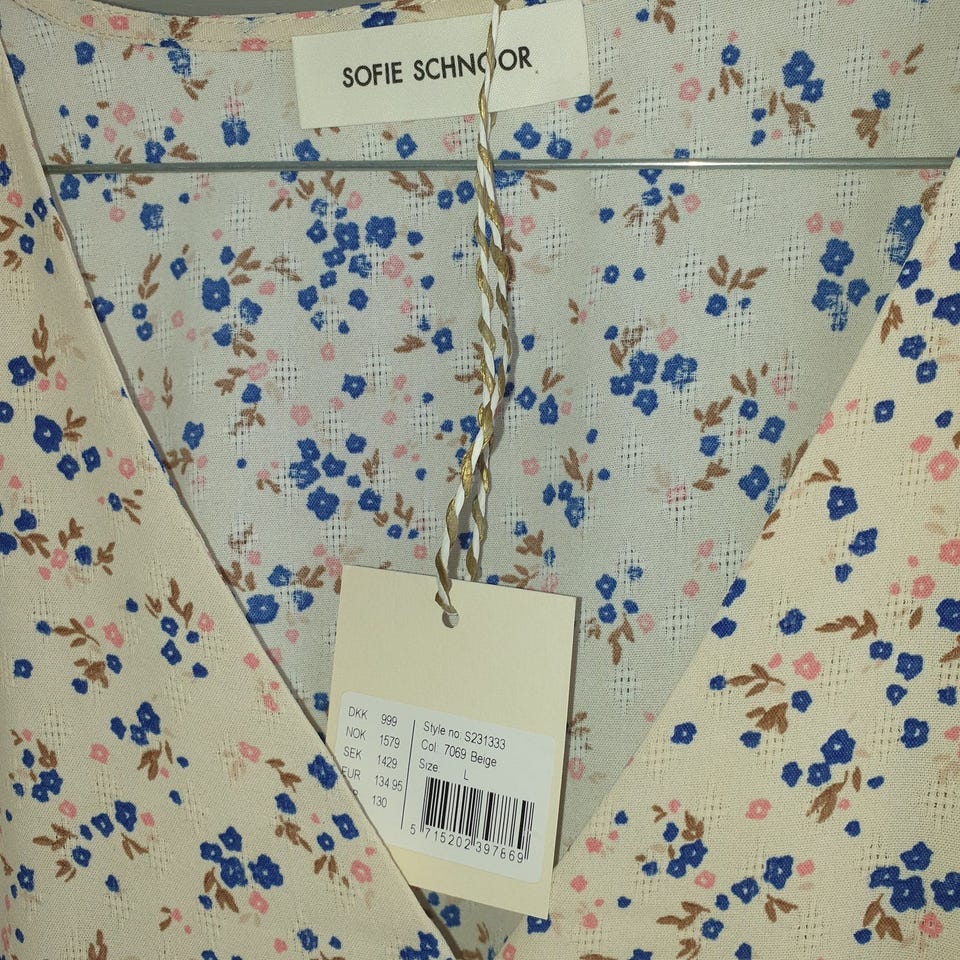 SOFIE SCHNOOR
DKK 999
NOK 1579
SEK 1429
EUR 134 95
130
Style no S231333
Col 7069 Beige
Size L
5 715202 397869